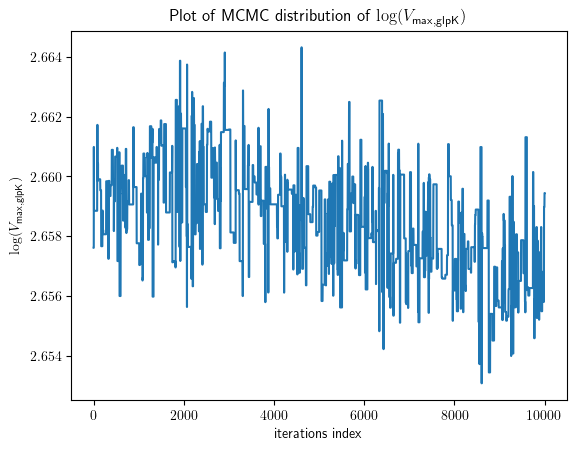 Plot of MCMC distribution of log(V_max,glpK)
2.664
2.662
2.660
2.658
2.656
2.654
log(V_max,glpK)
0 2000 4000 6000 8000 10000
iterations index